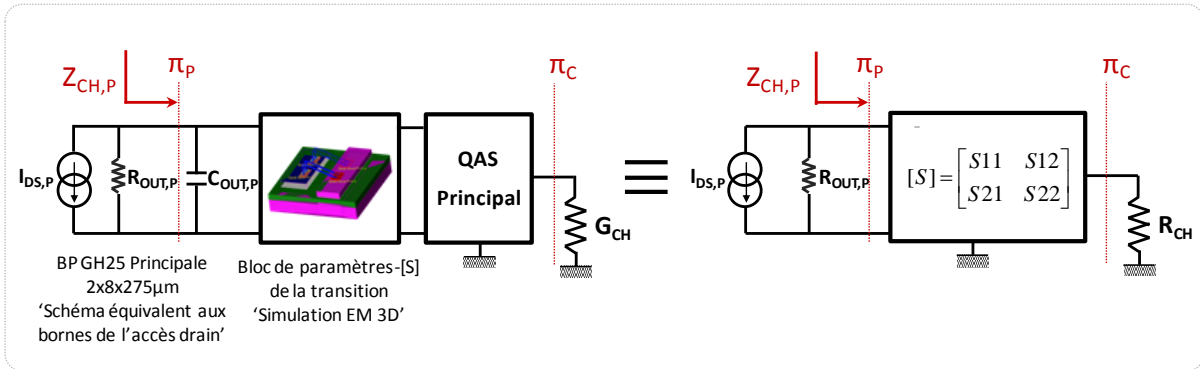 Z_CH,P
π_P
π_C
I_DS,P
R_OUT,P
C_OUT,P
QAS
Principal
G_CH
BP GH25 Principale
2x8x275µm
‘Schéma équivalent aux
bornes de l’accès drain’
Bloc de paramètres-[S]
de la transition
‘Simulation EM 3D’
≡
Z_CH,P
π_P
π_C
I_DS,P
R_OUT,P
[S] = [S11 S12
S21 S22]
R_CH